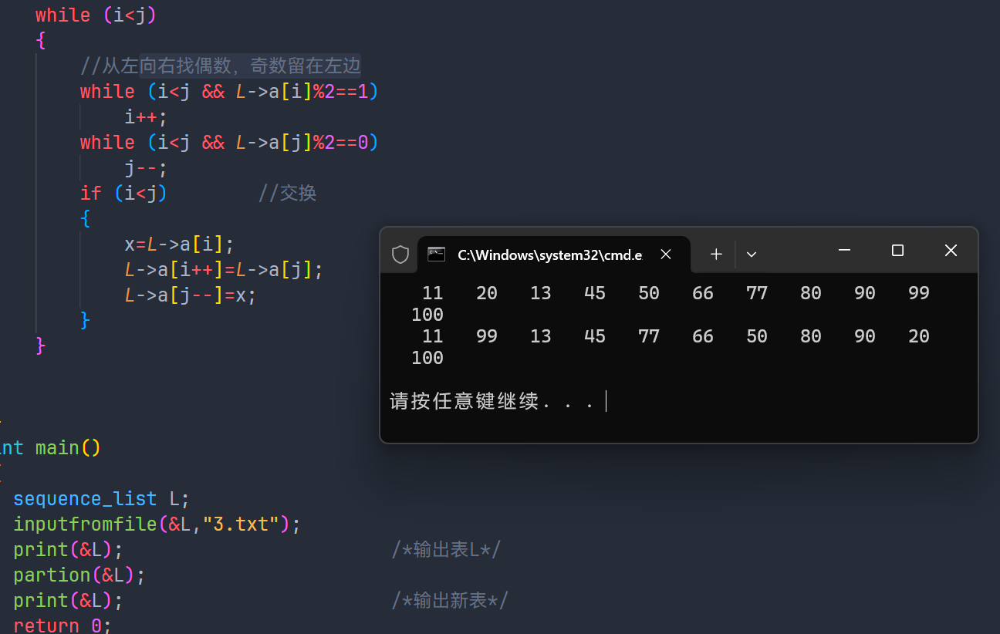 while (i<j)
{
//从左向右找偶数，奇数留在左边
while (i<j && L->a[i]%2==1)
i++;
while (i<j && L->a[j]%2==0)
j--;
if (i<j) //交换
{
x=L->a[i];
L->a[i++]=L->a[j];
L->a[j--]=x;
}
}
nt main()
sequence_list L;
inputfromfile(&L,"3.txt");
print(&L); /*输出表L*/
partion(&L);
print(&L); /*输出新表*/
return 0;
C:\Windows\system32\cmd.e
11 20 13 45 50 66 77 80 90 99
100
11 99 13 45 77 66 50 80 90 20
100
请按任意键继续. . .